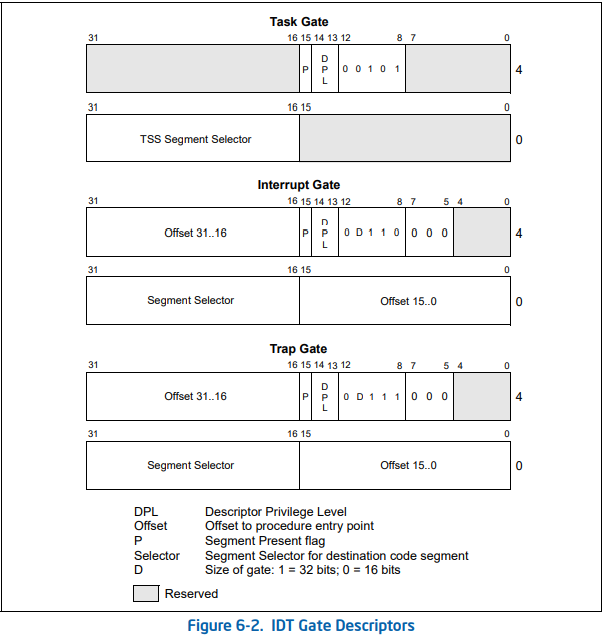 Task Gate
31 16 15 14 13 12 8 7 0
P D P L 0 0 1 0 1 4
31 16 15 0
TSS Segment Selector 0
Interrupt Gate
31 16 15 14 13 12 8 7 5 4 0
Offset 31..16 P D P L 0 D 1 1 0 0 0 0 4
31 16 15 0
Segment Selector Offset 15..0 0
Trap Gate
31 16 15 14 13 12 8 7 5 4 0
Offset 31..16 P D P L 0 D 1 1 1 0 0 0 4
31 16 15 0
Segment Selector Offset 15..0 0
DPL Descriptor Privilege Level
Offset Offset to procedure entry point
P Segment Present flag
Selector Segment Selector for destination code segment
D Size of gate: 1 = 32 bits; 0 = 16 bits
Reserved
Figure 6-2. IDT Gate Descriptors